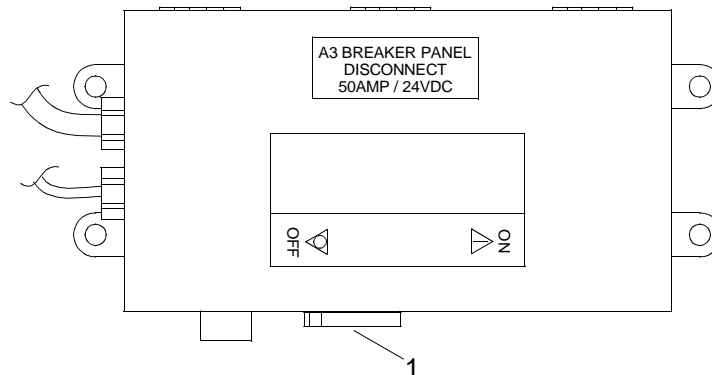 A3 BREAKER PANEL
DISCONNECT
50AMP / 24VDC
OFF
ON
1